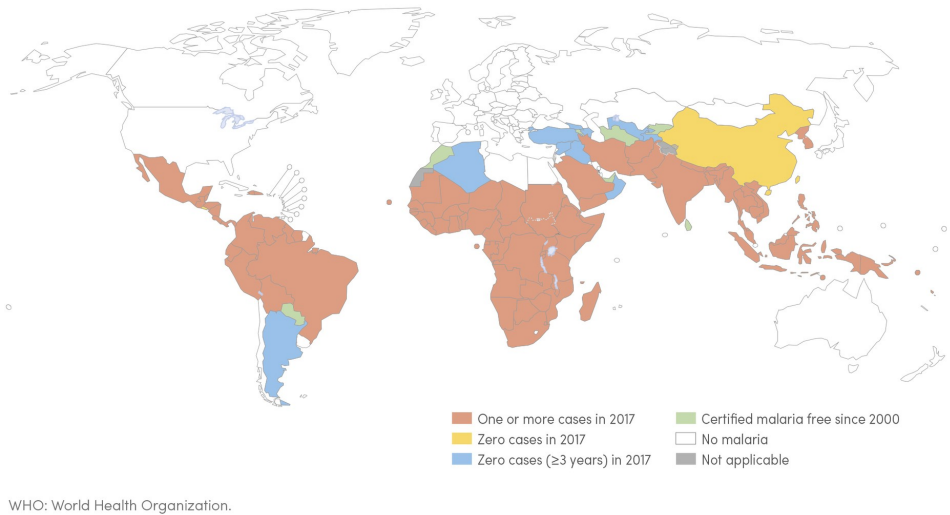 One or more cases in 2017
Zero cases in 2017
Zero cases (≥3 years) in 2017
Certified malaria free since 2000
No malaria
Not applicable
WHO: World Health Organization.